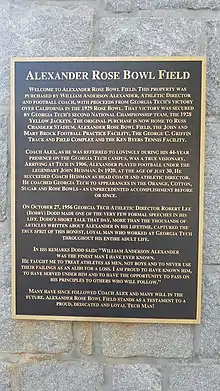 ALEXANDER ROSE BOWL FIELD
WELCOME TO ALEXANDER ROSE BOWL FIELD. THIS PROPERTY
WAS PURCHASED BY WILLIAM ANDERSON ALEXANDER, ATHLETIC DIRECTOR
AND FOOTBALL COACH, WITH PROCEEDS FROM GEORGIA TECH'S VICTORY
OVER CALIFORNIA IN THE 1929 ROSE BOWL. THAT VICTORY WAS SECURED
BY GEORGIA TECH'S SECOND NATIONAL CHAMPIONSHIP TEAM, THE 1928
YELLOW JACKETS. THE ORIGINAL PURCHASE IS NOW HOME TO RUSS
CHANDLER STADIUM, ALEXANDER ROSE BOWL FIELD, THE JOHN AND
MARY BROCK FOOTBALL PRACTICE FACILITY, THE GEORGE C. GRIFFIN
TRACK AND FIELD COMPLEX AND THE KEN BYERS TENNIS FACILITY.
COACH ALEX, AS HE WAS REFERRED TO LOVINGLY DURING HIS 44-YEAR
PRESENCE ON THE GEORGIA TECH CAMPUS, WAS A TRUE VISIONARY.
ARRIVING AT TECH IN 1906, ALEXANDER PLAYED FOOTBALL UNDER THE
LEGENDARY JOHN HEISMAN. IN 1920, AT THE AGE OF JUST 30, HE
SUCCEEDED COACH HEISMAN AS HEAD COACH AND ATHLETIC DIRECTOR.
HE COACHED GEORGIA TECH TO APPEARANCES IN THE ORANGE, COTTON,
SUGAR AND ROSE BOWLS - AN UNPRECEDENTED ACCOMPLISHMENT BEFORE
OR SINCE.
ON OCTOBER 27, 1956 GEORGIA TECH ATHLETIC DIRECTOR ROBERT LEE
(BOBBY) DODD MADE ONE OF THE VERY FEW FORMAL SPEECHES IN HIS
LIFE. DODD'S SHORT TALK THAT DAY, MORE THAN THE THOUSANDS OF
ARTICLES WRITTEN ABOUT ALEXANDER IN HIS LIFETIME, CAPTURED THE
TRUE SPIRIT OF THIS HONEST, LOYAL MAN WHO WORKED AT GEORGIA TECH
THROUGHOUT HIS ENTIRE ADULT LIFE.
IN HIS REMARKS DODD SAID: "WILLIAM ANDERSON ALEXANDER
WAS THE FINEST MAN I HAVE EVER KNOWN.
HE TAUGHT ME TO TREAT ATHLETES AS MEN, NOT BOYS AND TO NEVER USE
THEIR FAILINGS AS AN ALIBI FOR A LOSS. I AM PROUD TO HAVE KNOWN HIM,
TO HAVE SERVED UNDER HIM AND TO HAVE THE OPPORTUNITY TO PASS ON
HIS PRINCIPLES TO OTHERS WHO WILL FOLLOW."
MANY HAVE SINCE FOLLOWED COACH ALEX AND MANY WILL IN THE
FUTURE. ALEXANDER ROSE BOWL FIELD STANDS AS A TESTAMENT TO A
PROUD, DEDICATED AND LOYAL TECH MAN!